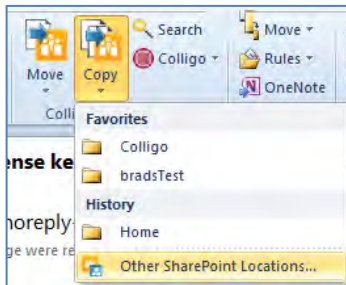 Search
Move
Move
Copy
Colligo
Rules
OneNote
Colli
Favorites
Colligo
bradsTest
History
Home
Other SharePoint Locations...
ense ke
noreply-
ge were re